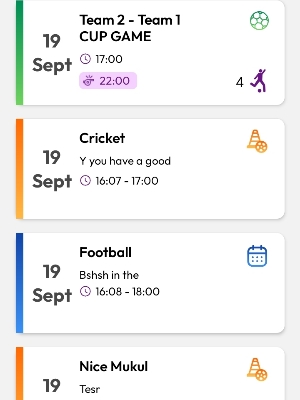 19
Sept
Team 2 - Team 1
CUP GAME
17:00
22:00
4
19
Sept
Cricket
Y you have a good
16:07 - 17:00
19
Sept
Football
Bshsh in the
16:08 - 18:00
19
Nice Mukul
Tesr